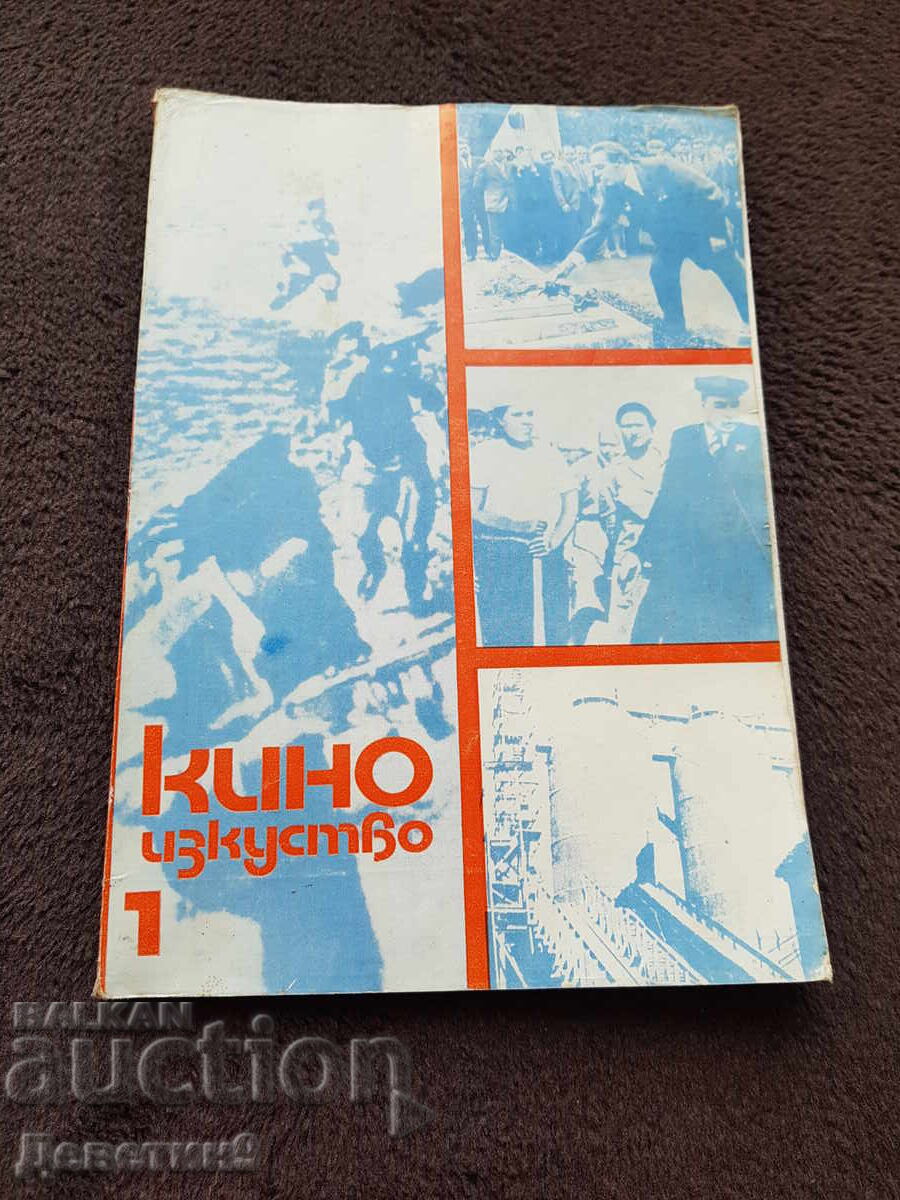 кино
изкуство
1
BALKAN
auction
Деветин9